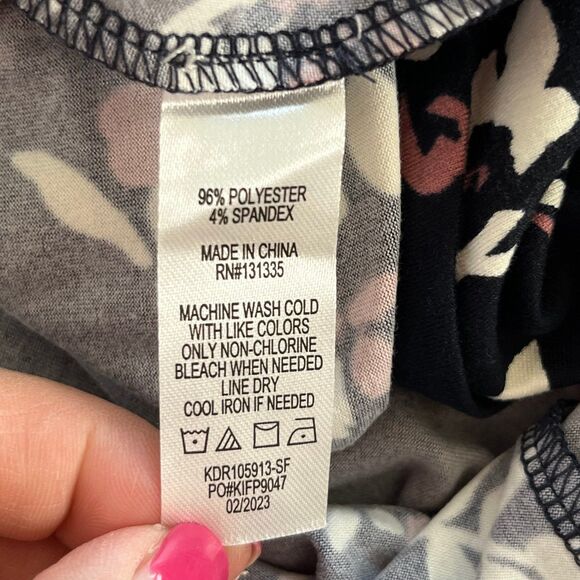 96% POLYESTER
4% SPANDEX
MADE IN CHINA
RN#131335
MACHINE WASH COLD
WITH LIKE COLORS
ONLY NON-CHLORINE
BLEACH WHEN NEEDED
LINE DRY
COOL IRON IF NEEDED
KDR105913-SF
PO#KIFP9047
02/2023